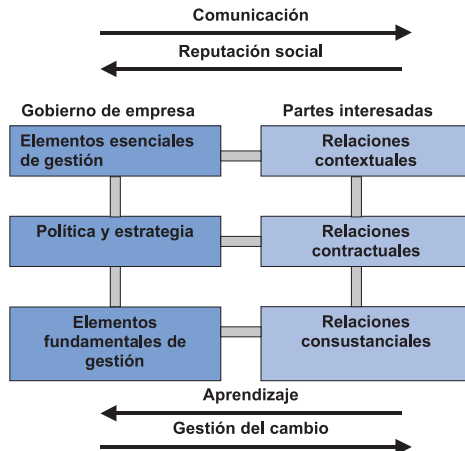 Comunicación
Reputación social
Gobierno de empresa
Partes interesadas
Elementos esenciales
de gestión
Relaciones
contextuales
Política y estrategia
Relaciones
contractuales
Elementos
fundamentales de
gestión
Relaciones
consustanciales
Aprendizaje
Gestión del cambio